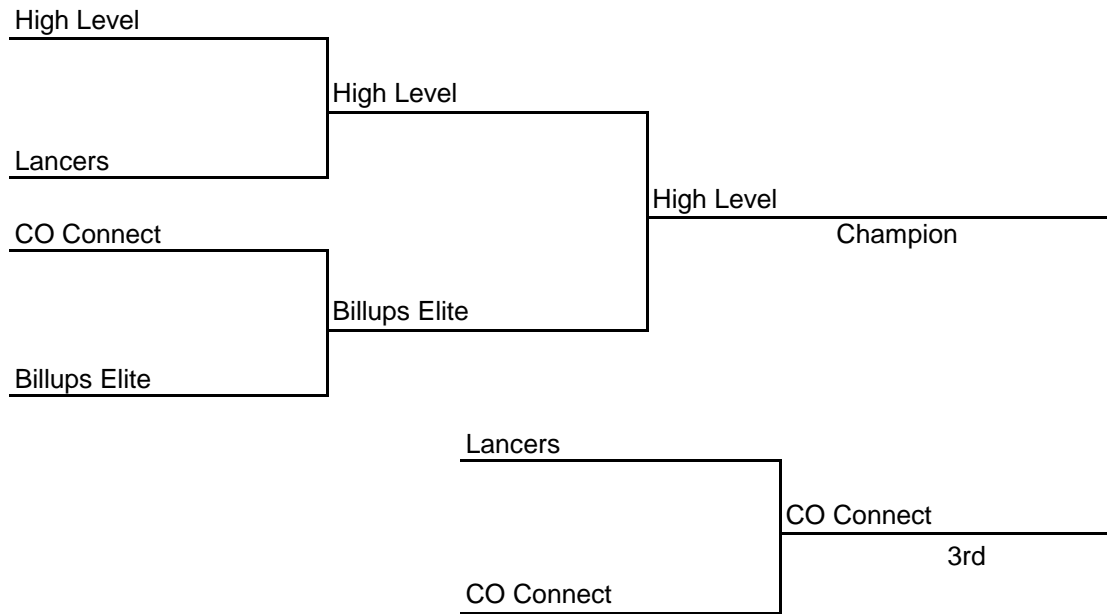 High Level
High Level
Lancers
High Level
CO Connect
Champion
Billups Elite
Billups Elite
Lancers
CO Connect
3rd
CO Connect